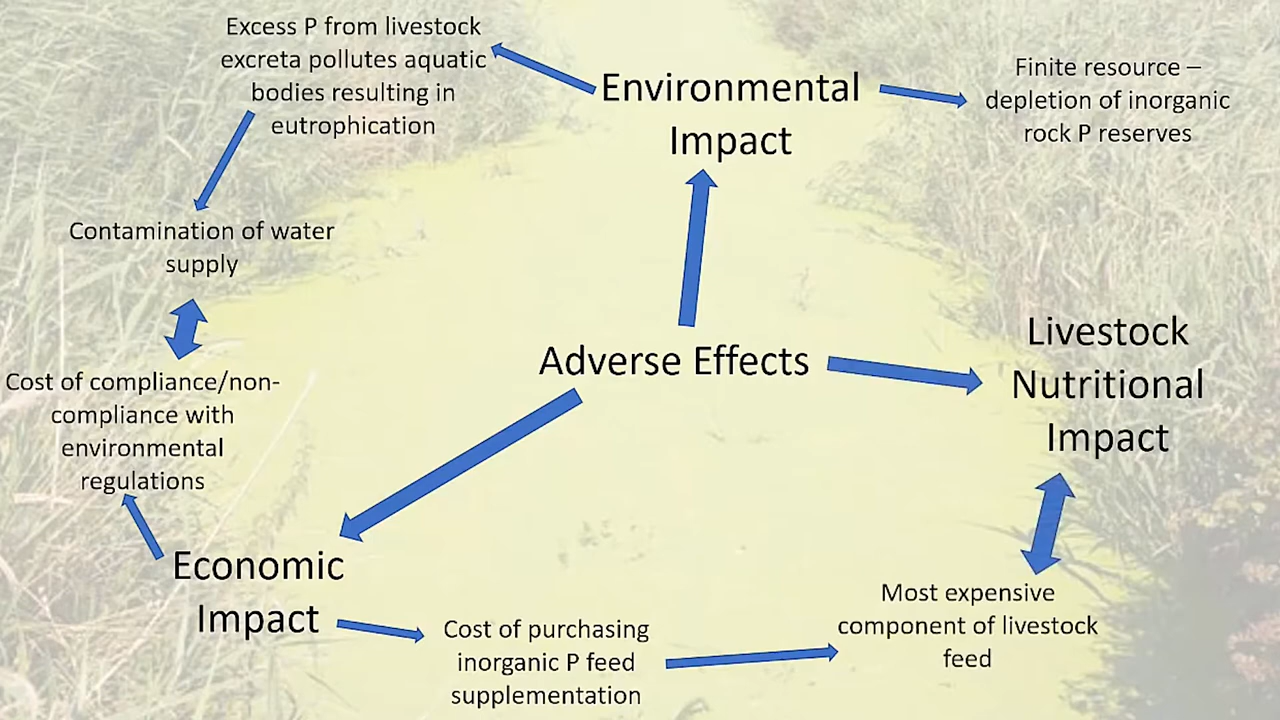 Excess P from livestock
excreta pollutes aquatic
bodies resulting in
eutrophication
Environmental
Impact
Finite resource –
depletion of inorganic
rock P reserves
Contamination of water
supply
Adverse Effects
Livestock
Nutritional
Impact
Cost of compliance/non-
compliance with
environmental
regulations
Economic
Impact
Cost of purchasing
inorganic P feed
supplementation
Most expensive
component of livestock
feed